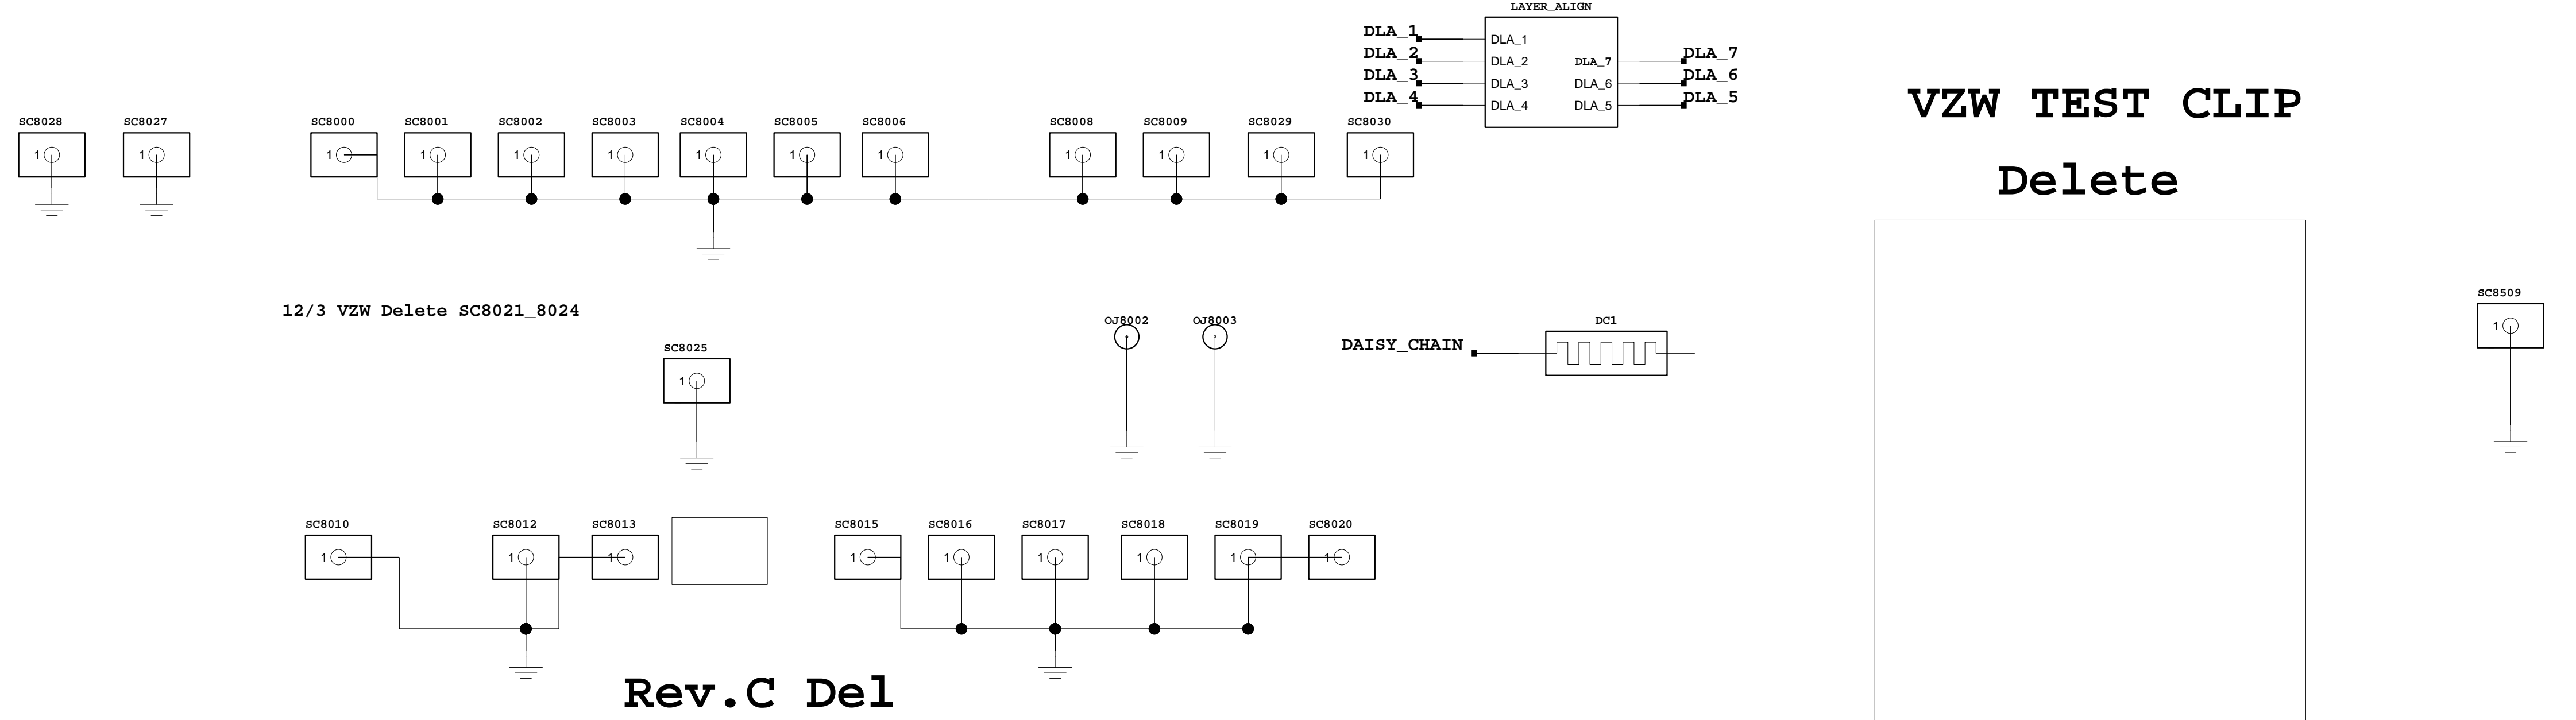 LAYER_ALIGN
DLA_1 DLA_1
DLA_2 DLA_2 DLA_7 DLA_7
DLA_3 DLA_3 DLA_6 DLA_6
DLA_4 DLA_4 DLA_5 DLA_5
VZW TEST CLIP
Delete
SC8028 SC8027 SC8000 SC8001 SC8002 SC8003 SC8004 SC8005 SC8006 SC8008 SC8009 SC8029 SC8030
1 1 1 1 1 1 1 1 1 1 1 1 1
SC8509
1
12/3 VZW Delete SC8021_8024
OJ8002 OJ8003 DC1
DAISY_CHAIN
SC8025
1
SC8010 SC8012 SC8013 SC8015 SC8016 SC8017 SC8018 SC8019 SC8020
1 1 1 1 1 1 1 1 1
Rev.C Del